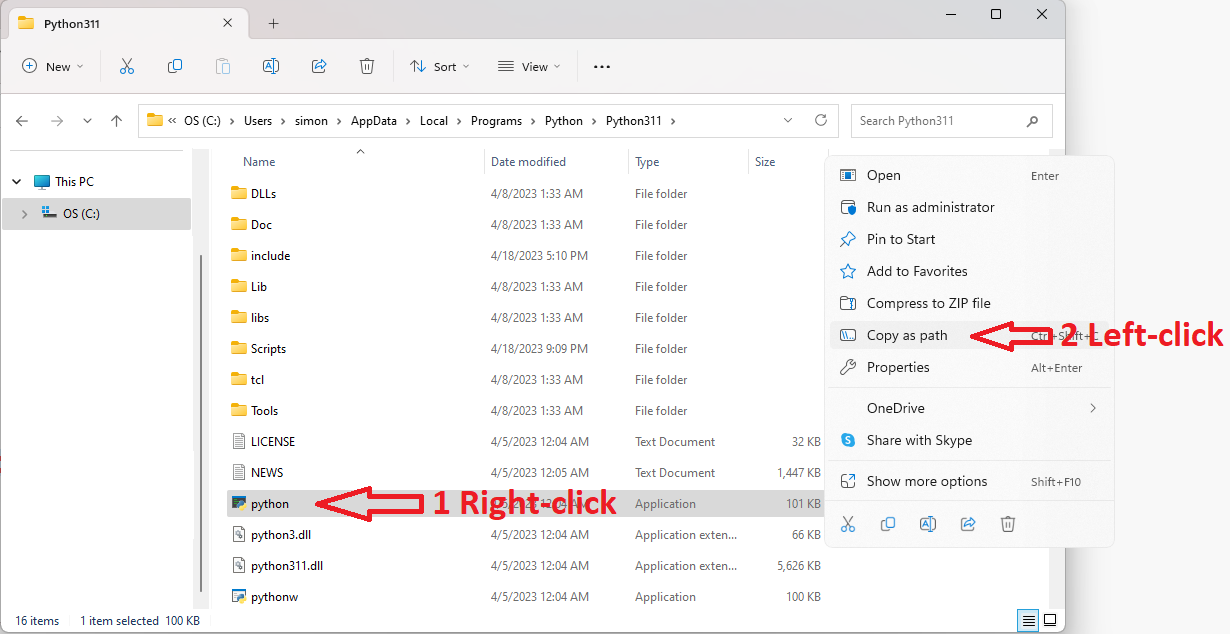 Python311
New
Sort
View
« OS (C:) > Users > simon > AppData > Local > Programs > Python > Python311 >
Search Python311
This PC
OS (C:)
Name Date modified Type Size
DLLs 4/8/2023 1:33 AM File folder
Doc 4/8/2023 1:33 AM File folder
include 4/18/2023 5:10 PM File folder
Lib 4/8/2023 1:33 AM File folder
libs 4/8/2023 1:33 AM File folder
Scripts 4/18/2023 9:09 PM File folder
tcl 4/8/2023 1:33 AM File folder
Tools 4/8/2023 1:33 AM File folder
LICENSE 4/5/2023 12:04 AM Text Document 32 KB
NEWS 4/5/2023 12:05 AM Text Document 1,447 KB
python Application 101 KB
1 Right-click
python3.dll 4/5/2023 12:04 AM Application exten... 66 KB
python311.dll 4/5/2023 12:04 AM Application exten... 5,626 KB
pythonw 4/5/2023 12:04 AM Application 100 KB
Open Enter
Run as administrator
Pin to Start
Add to Favorites
Compress to ZIP file
Copy as path Ctrl+Shift+C
2 Left-click
Properties Alt+Enter
OneDrive
Share with Skype
Show more options Shift+F10
16 items 1 item selected 100 KB